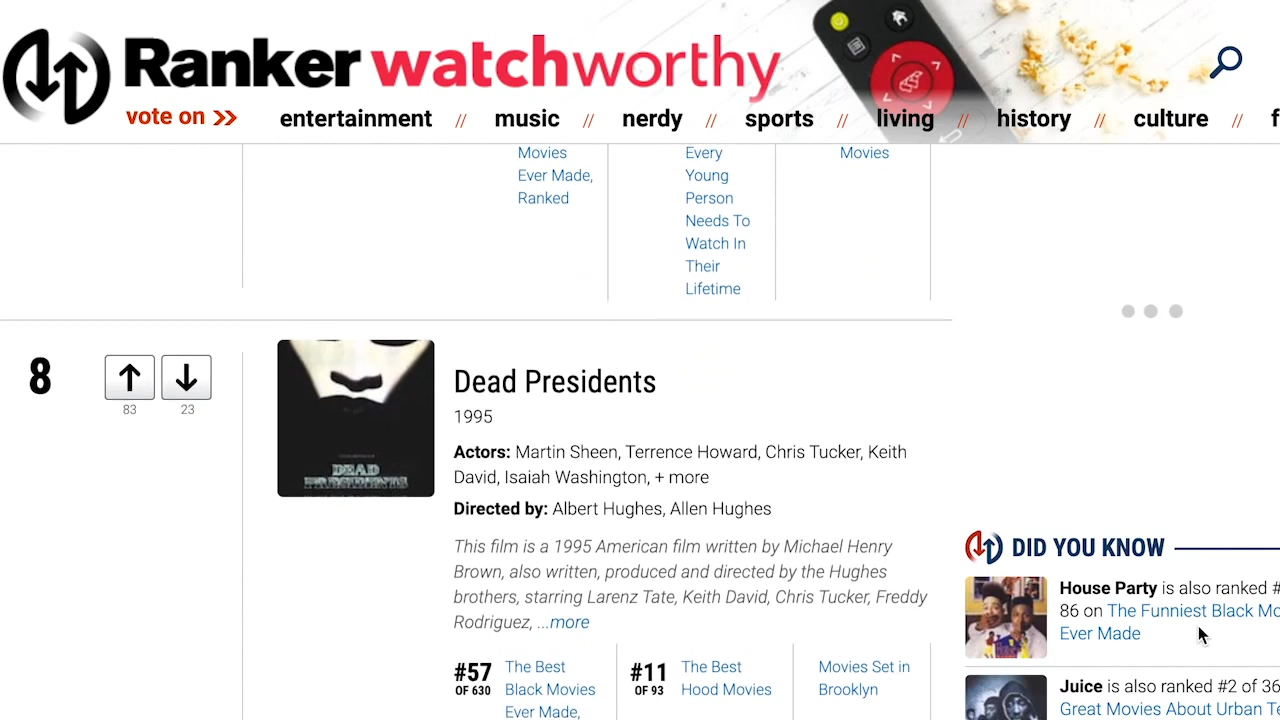 Ranker watchworthy
vote on >>
entertainment // music // nerdy // sports // living // history // culture // f
Movies
Ever Made,
Ranked
Every
Young
Person
Needs To
Watch In
Their
Lifetime
Movies
8
83
23
DEAD
PRESIDENTS
Dead Presidents
1995
Actors: Martin Sheen, Terrence Howard, Chris Tucker, Keith
David, Isaiah Washington, + more
Directed by: Albert Hughes, Allen Hughes
This film is a 1995 American film written by Michael Henry
Brown, also written, produced and directed by the Hughes
brothers, starring Larenz Tate, Keith David, Chris Tucker, Freddy
Rodriguez, ...more
#57
OF 630
The Best
Black Movies
Ever Made,
#11
OF 93
The Best
Hood Movies
Movies Set in
Brooklyn
DID YOU KNOW
House Party is also ranked #
86 on The Funniest Black Mo
Ever Made
Juice is also ranked #2 of 36
Great Movies About Urban Te